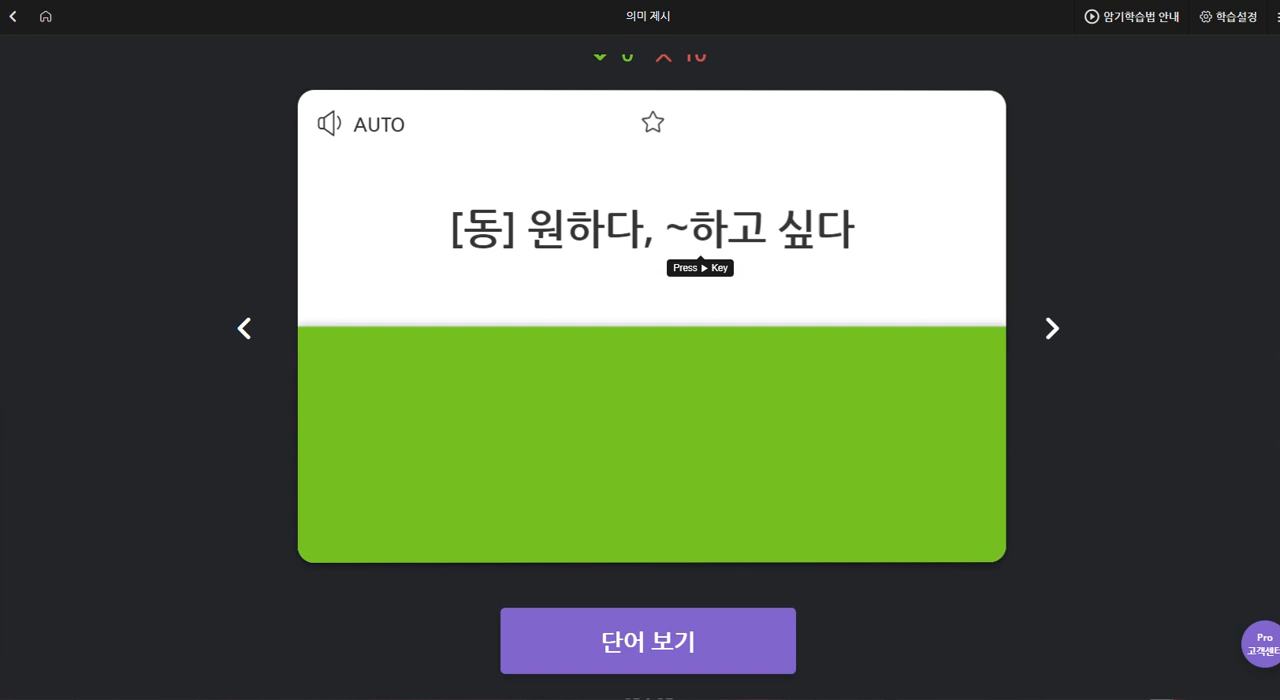 의미 제시
암기학습법 안내
학습설정
AUTO
[동] 원하다, ~하고 싶다
Press ▶ Key
단어 보기
Pro
고객센터